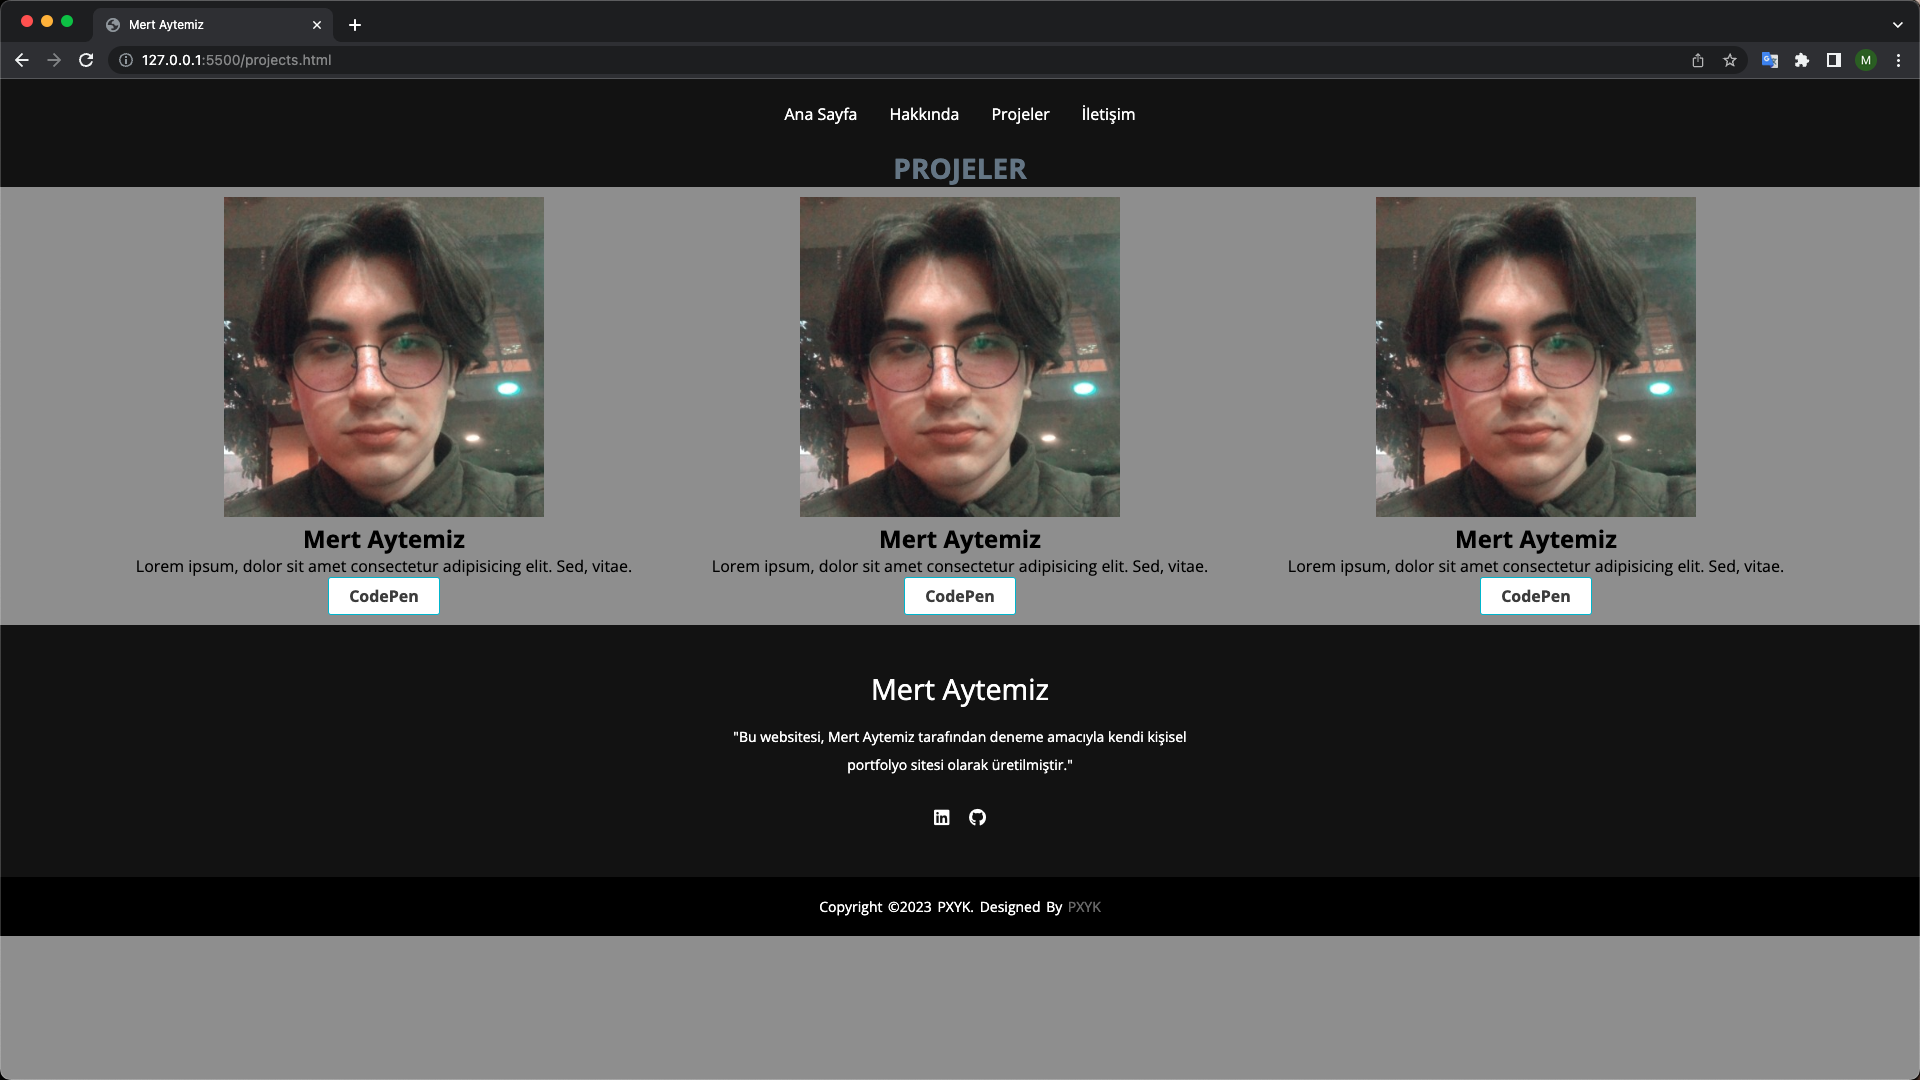 Mert Aytemiz
127.0.0.1:5500/projects.html
M
Ana Sayfa Hakkında Projeler İletişim
PROJELER
Mert Aytemiz
Lorem ipsum, dolor sit amet consectetur adipisicing elit. Sed, vitae.
CodePen
Mert Aytemiz
Lorem ipsum, dolor sit amet consectetur adipisicing elit. Sed, vitae.
CodePen
Mert Aytemiz
Lorem ipsum, dolor sit amet consectetur adipisicing elit. Sed, vitae.
CodePen
Mert Aytemiz
"Bu websitesi, Mert Aytemiz tarafından deneme amacıyla kendi kişisel
portfolyo sitesi olarak üretilmiştir."
in
Copyright ©2023 PXYK. Designed By PXYK